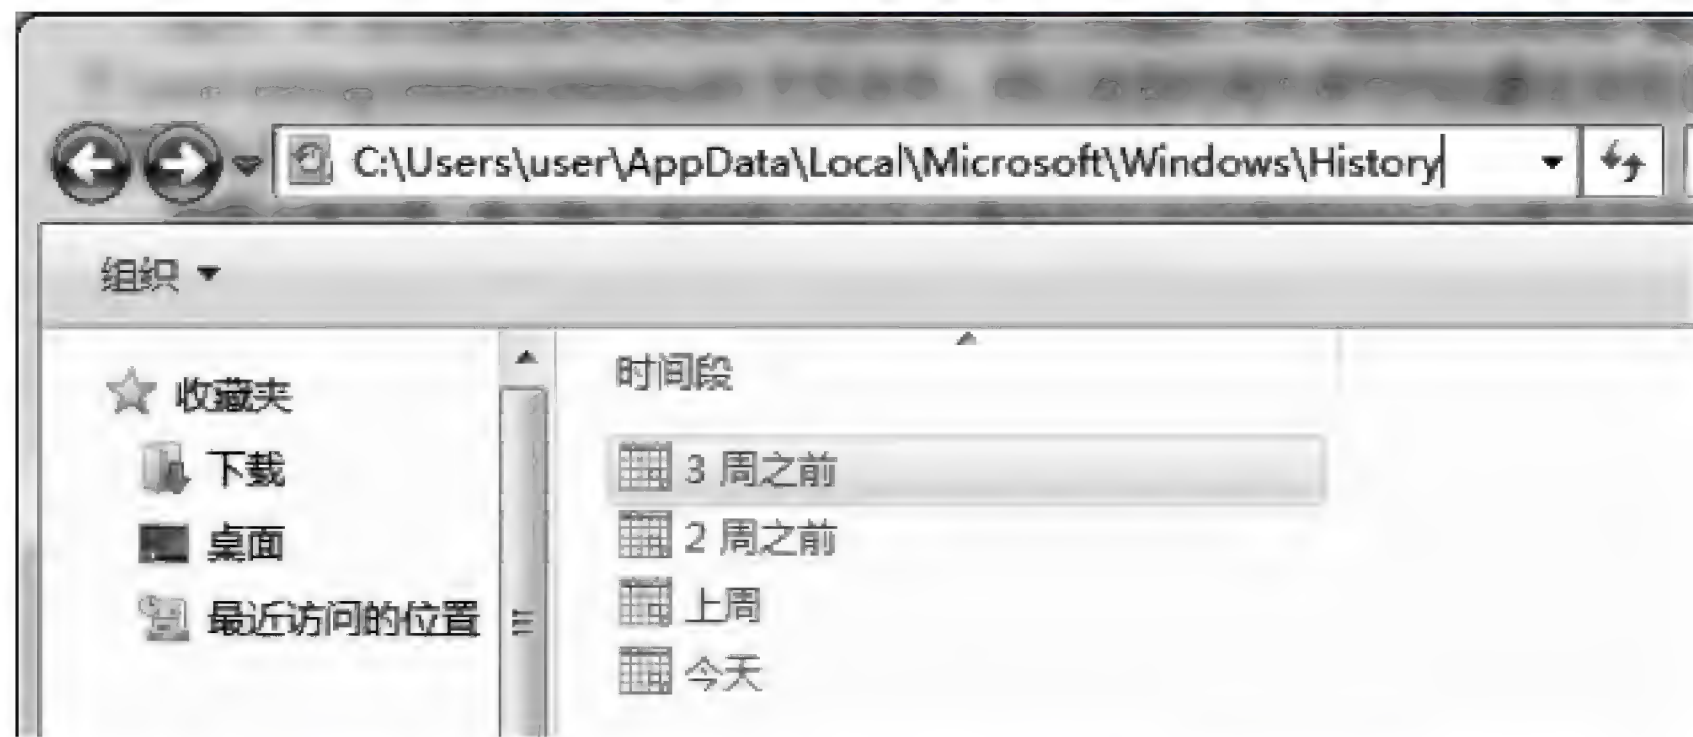 C:\Users\user\AppData\Local\Microsoft\Windows\History
组织
收藏夹
下载
桌面
最近访问的位置
时间段
3 周之前
2 周之前
上周
今天